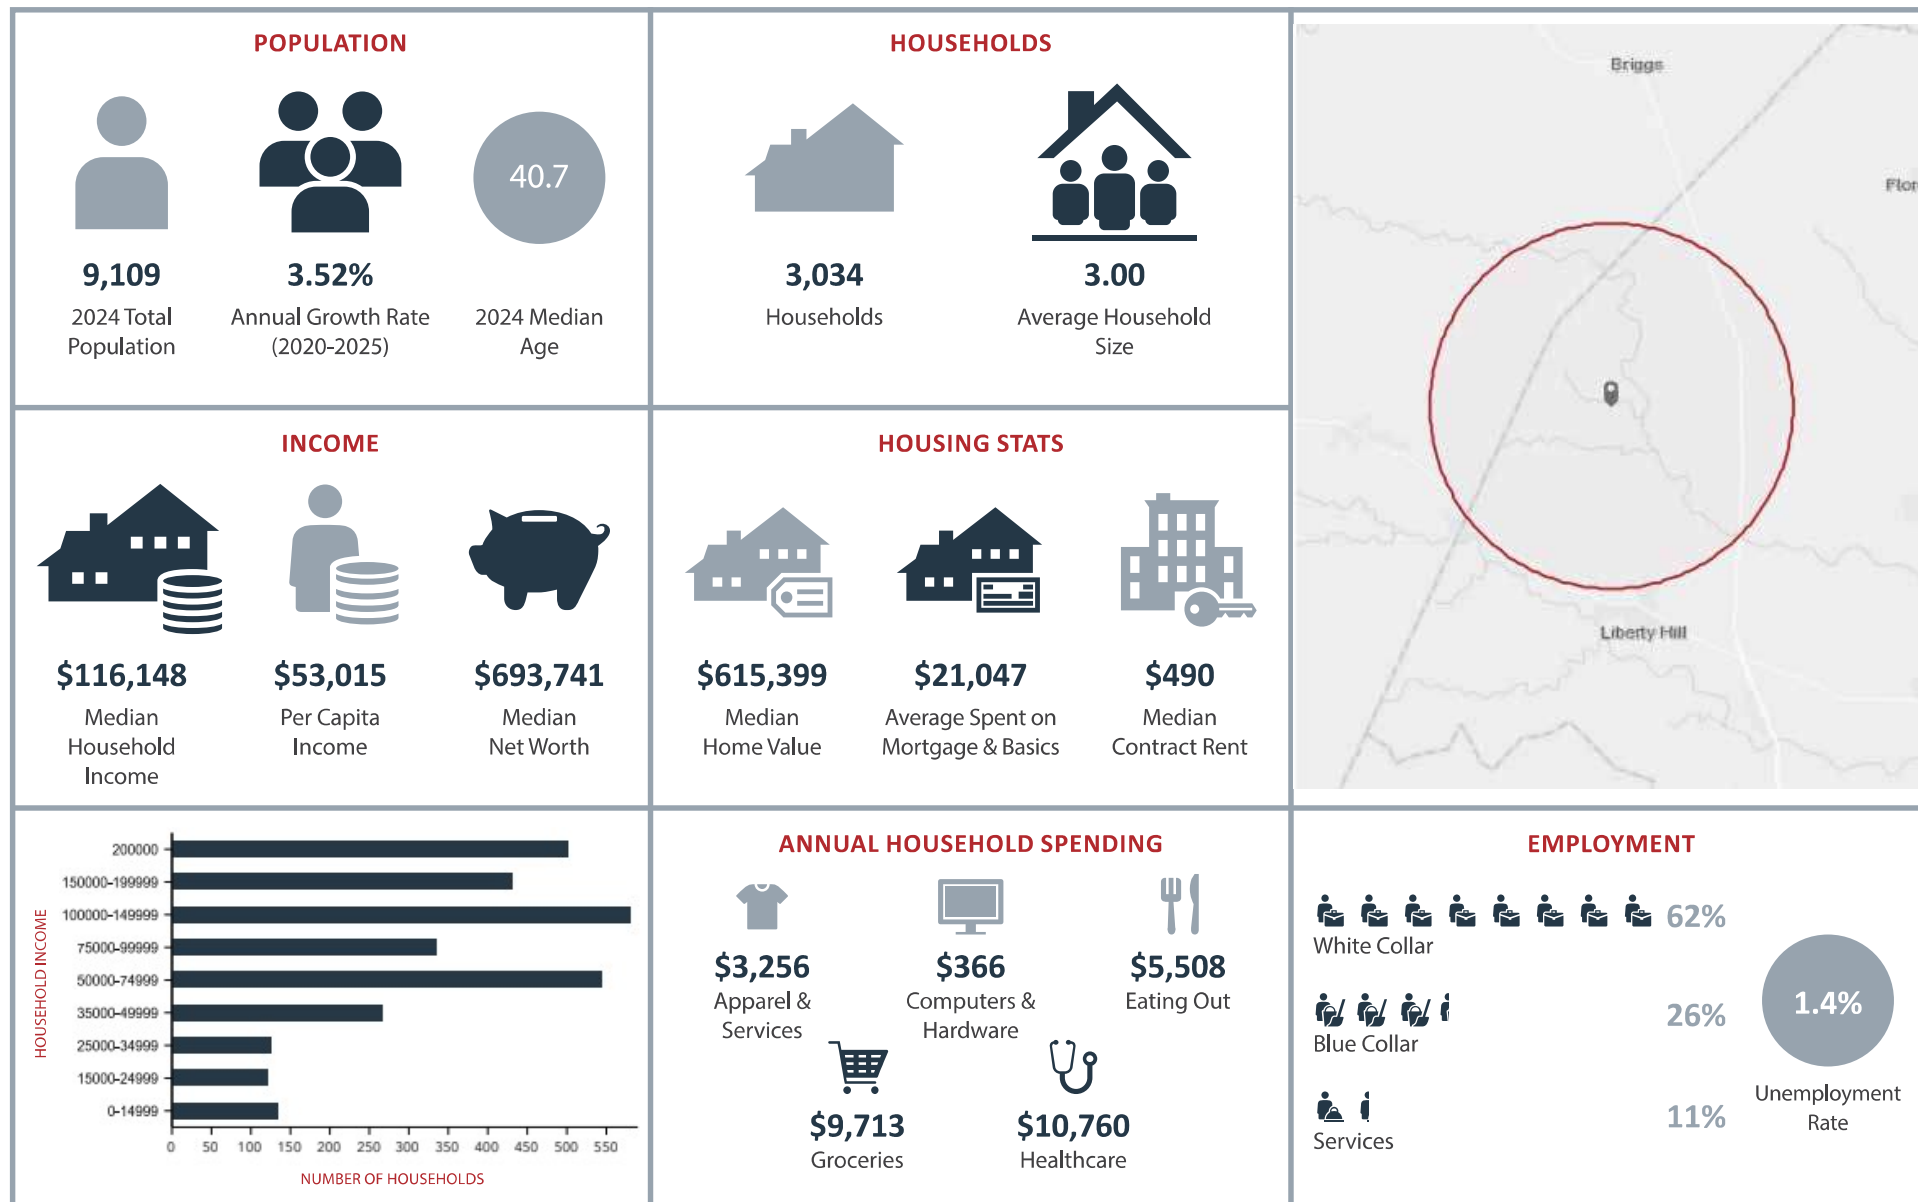 POPULATION
40.7
9,109
2024 Total
Population
3.52%
Annual Growth Rate
(2020-2025)
2024 Median
Age
HOUSEHOLDS
3,034
Households
3.00
Average Household
Size
Briggs
Flor
Liberty Hill
INCOME
$116,148
Median
Household
Income
$53,015
Per Capita
Income
$693,741
Median
Net Worth
HOUSING STATS
$615,399
Median
Home Value
$21,047
Average Spent on
Mortgage & Basics
$490
Median
Contract Rent
HOUSEHOLD INCOME
200000
150000-199999
100000-149999
75000-99999
50000-74999
35000-49999
25000-34999
15000-24999
0-14999
0 50 100 150 200 250 300 350 400 450 500 550
NUMBER OF HOUSEHOLDS
ANNUAL HOUSEHOLD SPENDING
$3,256
Apparel &
Services
$366
Computers &
Hardware
$5,508
Eating Out
$9,713
Groceries
$10,760
Healthcare
EMPLOYMENT
62%
White Collar
26%
Blue Collar
11%
Services
1.4%
Unemployment
Rate